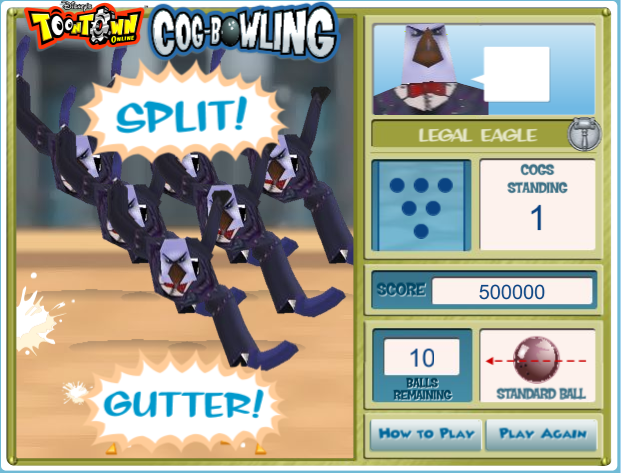 Disney's
TOONTOWN
ONLINE
COG-BOWLING
SPLIT!
GUTTER!
LEGAL EAGLE
COGS
STANDING
1
SCORE 500000
10
BALLS
REMAINING
STANDARD BALL
HOW TO PLAY
PLAY AGAIN